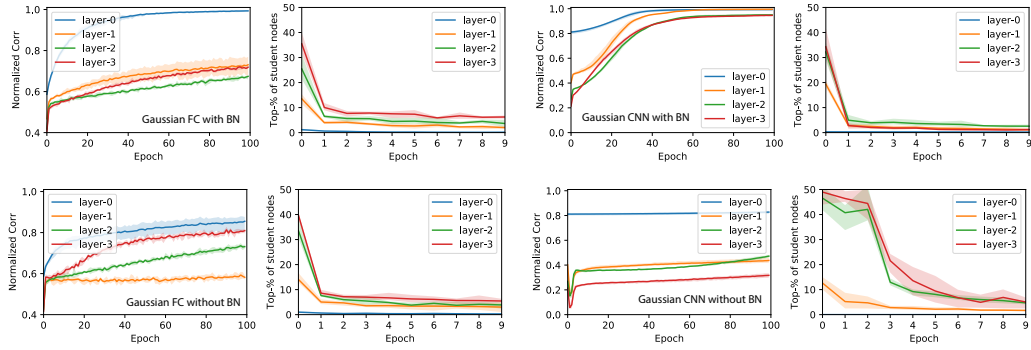 Normalized Corr
1,0
0,8
0,6
0,4
layer-0
layer-1
layer-2
layer-3
Gaussian FC with BN
0 20 40 60 80 100
Epoch
Top-% of student nodes
50
40
30
20
10
0
layer-0
layer-1
layer-2
layer-3
0 1 2 3 4 5 6 7 8 9
Epoch
Normalized Corr
1.0
0.8
0.6
0.4
0.2
0.0
layer-0
layer-1
layer-2
layer-3
Gaussian CNN with BN
0 20 40 60 80 100
Epoch
Top-% of student nodes
50
40
30
20
10
0
layer-0
layer-1
layer-2
layer-3
0 1 2 3 4 5 6 7 8 9
Epoch
Normalized Corr
1,0
0,8
0,6
0,4
layer-0
layer-1
layer-2
layer-3
Gaussian FC without BN
0 20 40 60 80 100
Epoch
Top-% of student nodes
50
40
30
20
10
0
layer-0
layer-1
layer-2
layer-3
0 1 2 3 4 5 6 7 8 9
Epoch
Normalized Corr
1.0
0.8
0.6
0.4
0.2
0.0
layer-0
layer-1
layer-2
layer-3
Gaussian CNN without BN
0 20 40 60 80 100
Epoch
Top-% of student nodes
50
40
30
20
10
0
layer-0
layer-1
layer-2
layer-3
0 1 2 3 4 5 6 7 8 9
Epoch